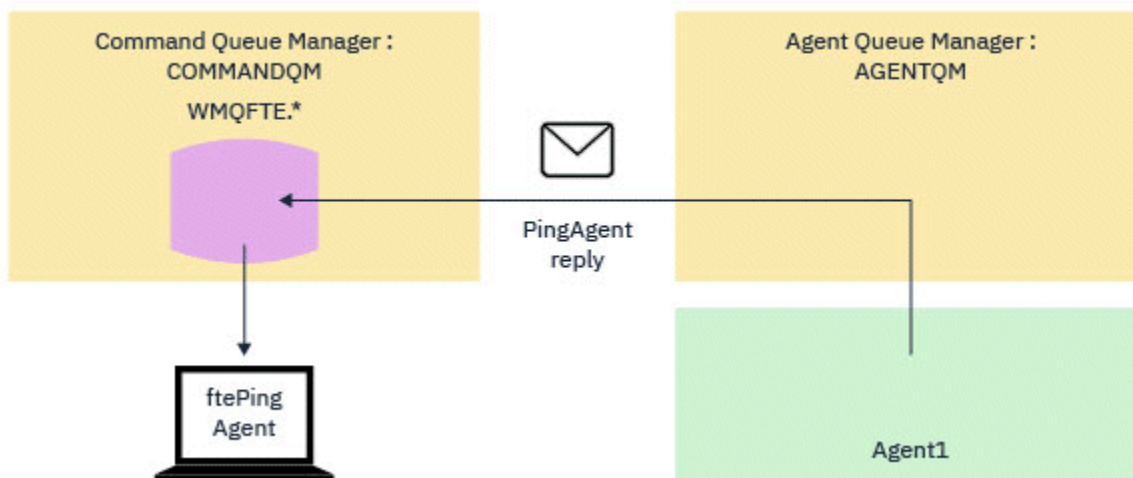 Command Queue Manager :
COMMANDQM
WMQFTE.*
Agent Queue Manager :
AGENTQM
PingAgent
reply
ftePing
Agent
Agent1